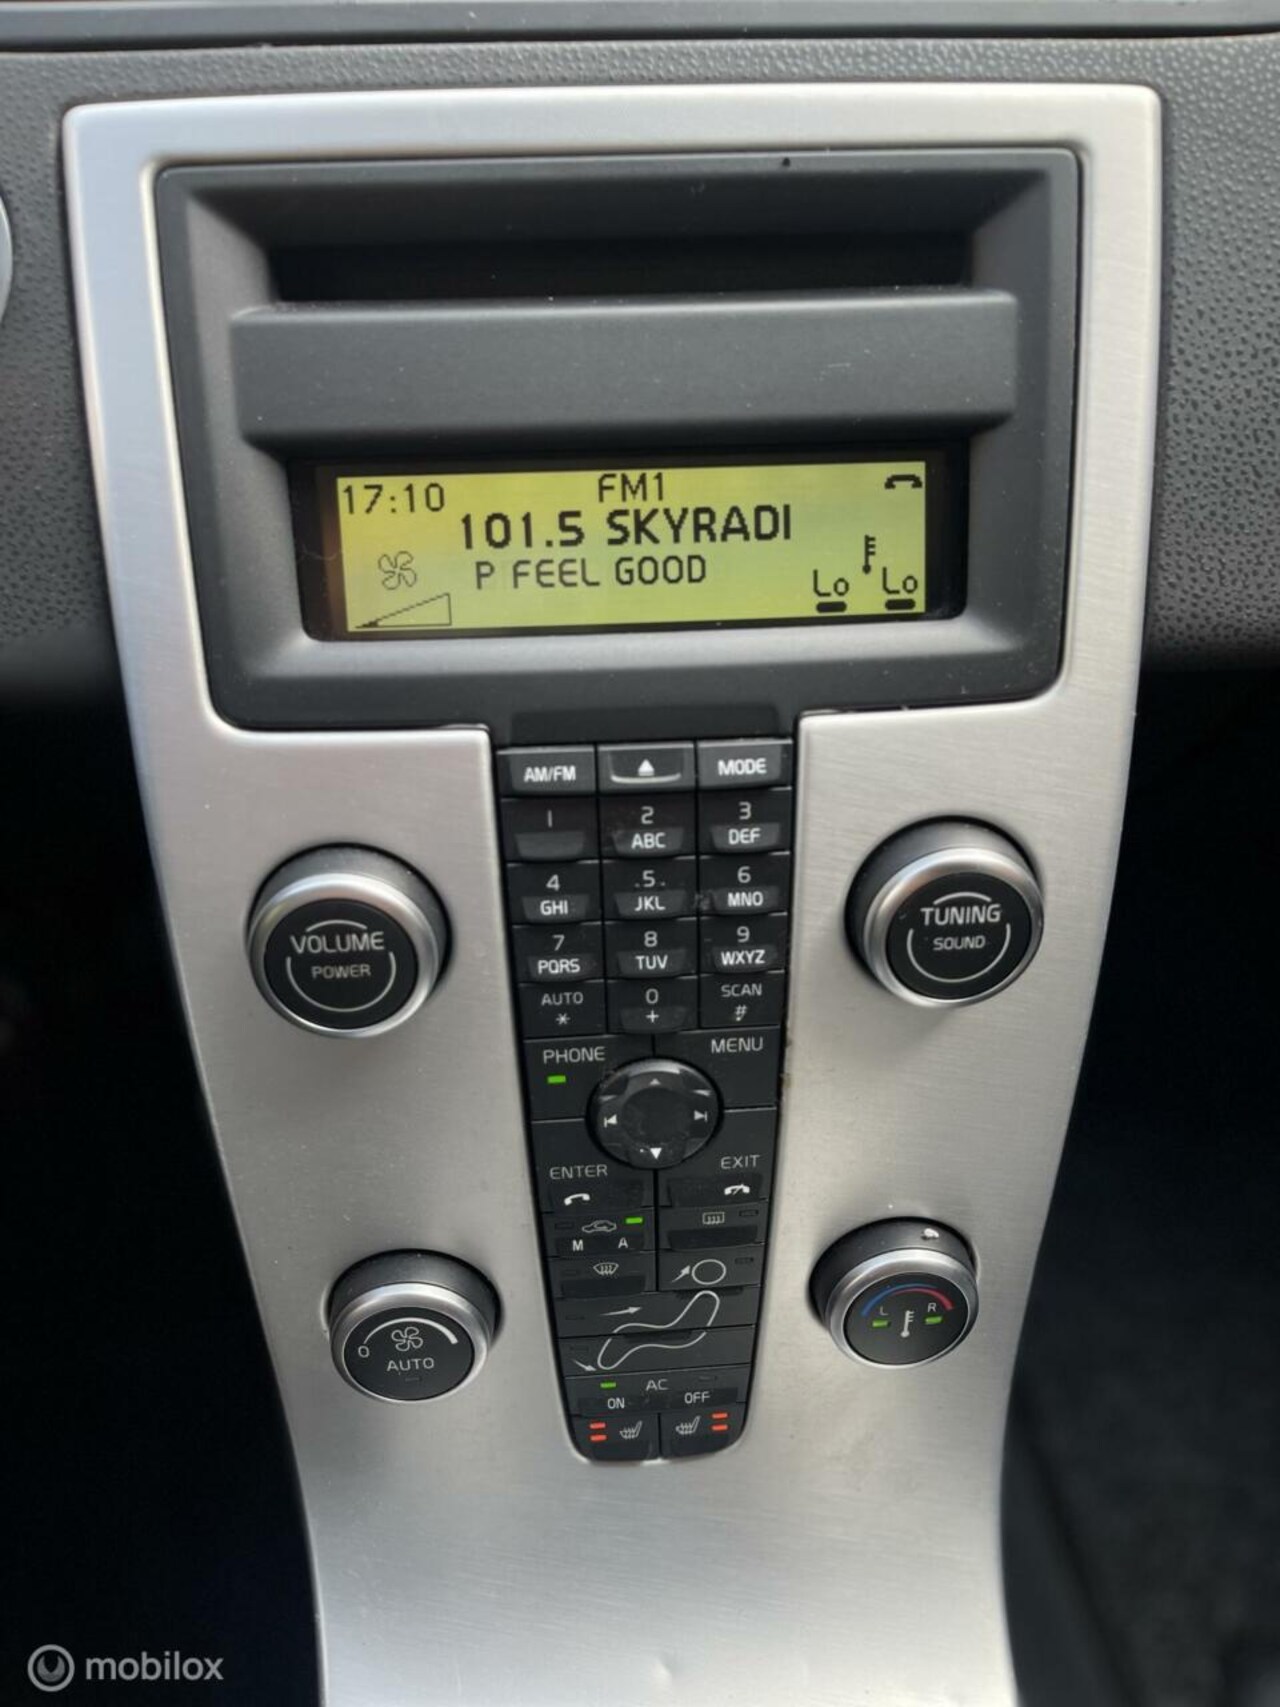 17:10 FM1
101.5 SKYRADI
P FEEL GOOD
Lo Lo
AM/FM MODE
1 2 3
ABC DEF
4 5 6
GHI JKL MNO
7 8 9
PQRS TUV WXYZ
AUTO 0 SCAN
* + #
VOLUME
POWER
TUNING
SOUND
PHONE MENU
ENTER EXIT
M A
0
AUTO
L R
AC
ON OFF
mobilox